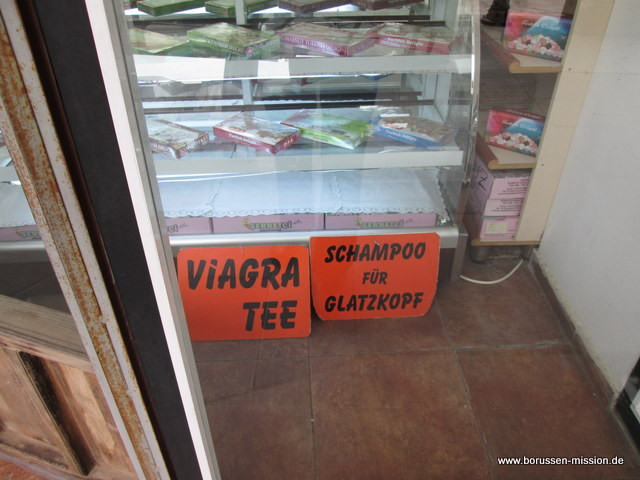 ViAGRA
TEE
SCHAMPOO
FÜR
GLATZKOPF
www.borussen-mission.de